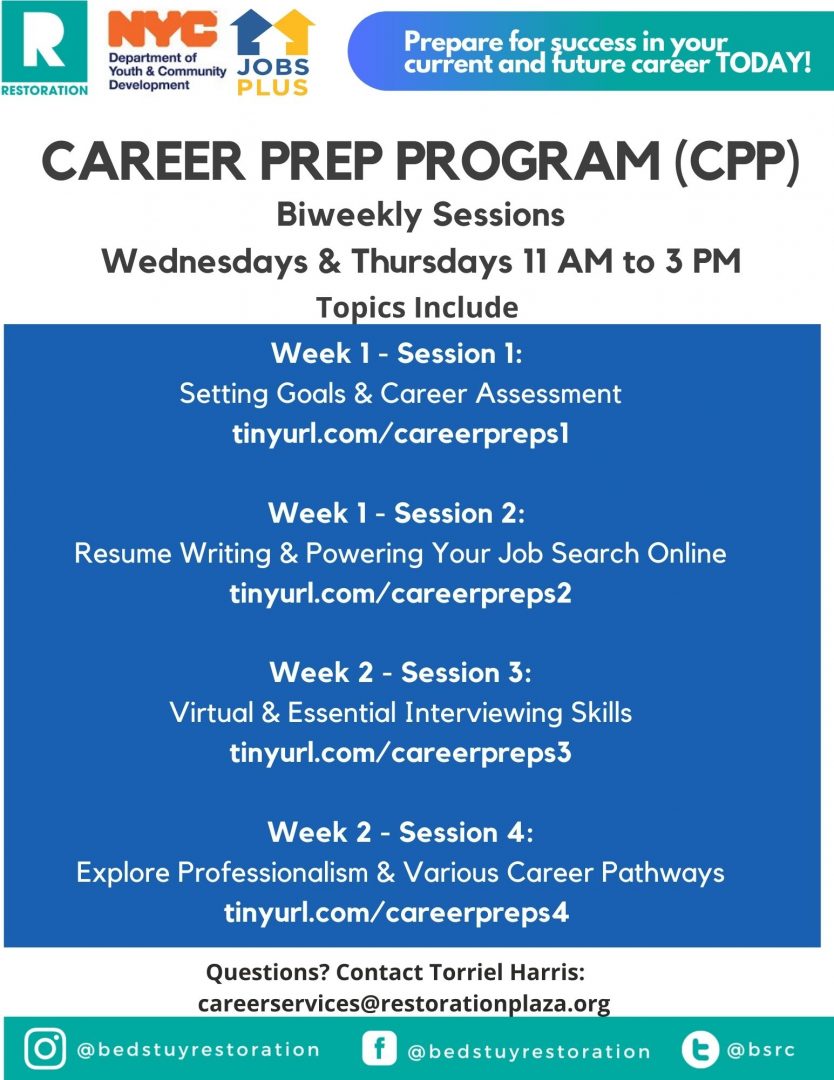 R
RESTORATION
NYC
Department of
Youth & Community
Development
JOBS
PLUS
Prepare for success in your
current and future career TODAY!
CAREER PREP PROGRAM (CPP)
Biweekly Sessions
Wednesdays & Thursdays 11 AM to 3 PM
Topics Include
Week 1 - Session 1:
Setting Goals & Career Assessment
tinyurl.com/careerpreps1
Week 1 - Session 2:
Resume Writing & Powering Your Job Search Online
tinyurl.com/careerpreps2
Week 2 - Session 3:
Virtual & Essential Interviewing Skills
tinyurl.com/careerpreps3
Week 2 - Session 4:
Explore Professionalism & Various Career Pathways
tinyurl.com/careerpreps4
Questions? Contact Torriel Harris:
careerservices@restorationplaza.org
@bedstuyrestoration
@bedstuyrestoration
@bsrc